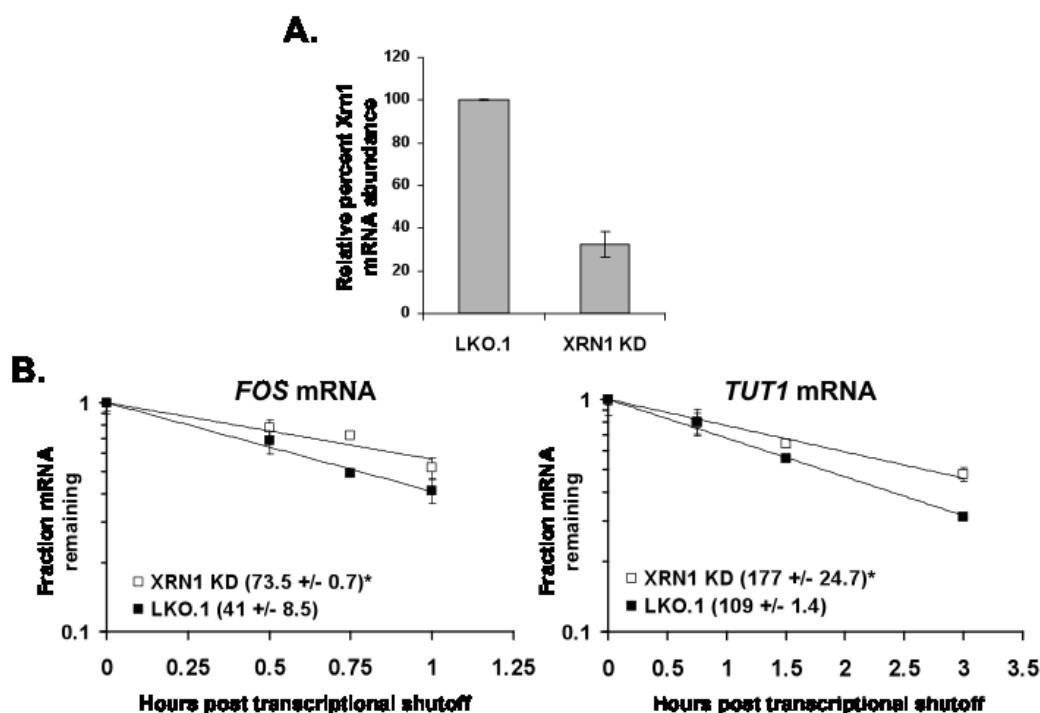 A.
Relative percent Xrn1
mRNA abundance
120
100
80
60
40
20
0
LKO.1
XRN1 KD
B.
FOS mRNA
Fraction mRNA
remaining
1
0.1
XRN1 KD (73.5 +/- 0.7)*
LKO.1 (41 +/- 8.5)
0
0.25
0.5
0.75
1
1.25
Hours post transcriptional shutoff
TUT1 mRNA
Fraction mRNA
remaining
1
0.1
XRN1 KD (177 +/- 24.7)*
LKO.1 (109 +/- 1.4)
0
0.5
1
1.5
2
2.5
3
3.5
Hours post transcriptional shutoff